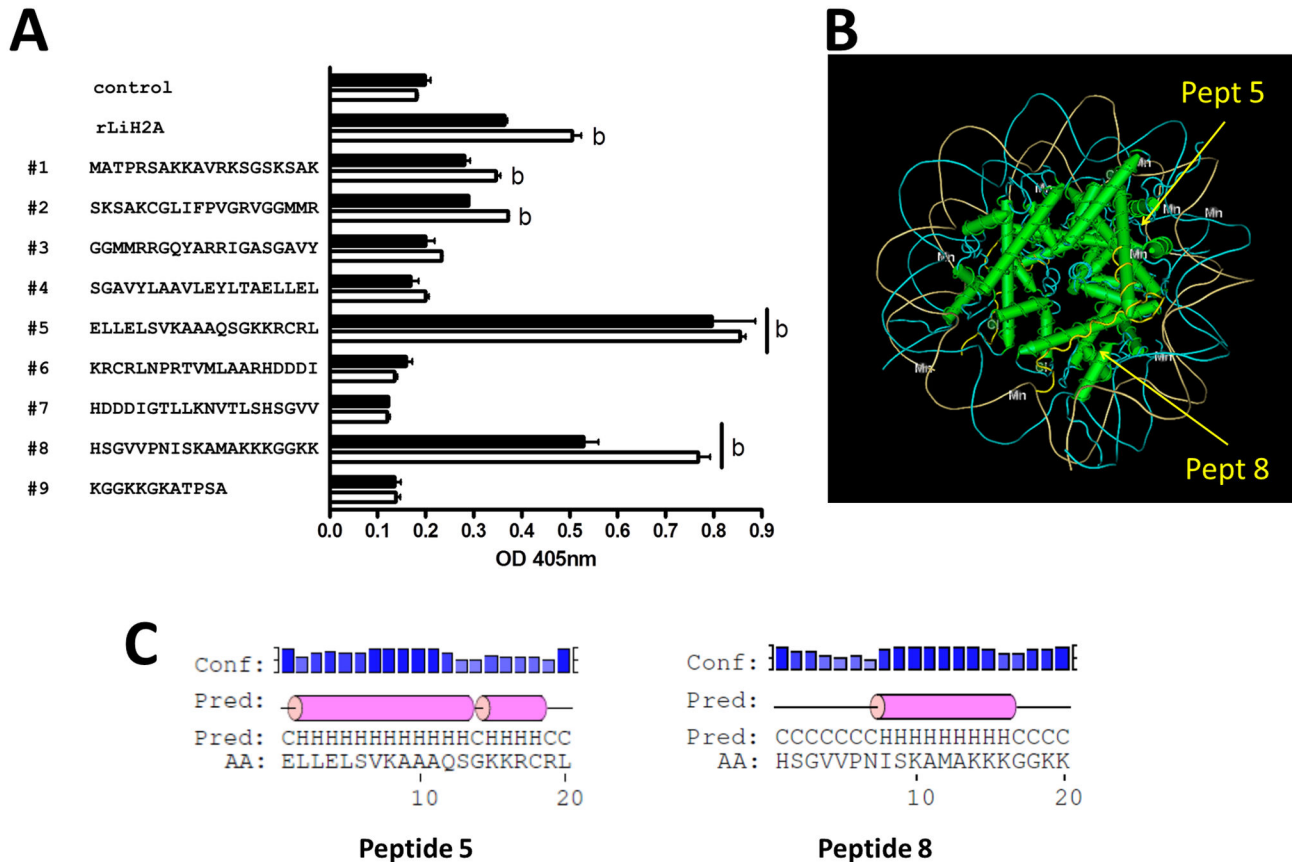 A
control
rLiH2A
b
#1 MATPRSAKKAVRKSGSKSAK
b
#2 SKSAKCGLIFPVGRVGGMMR
b
#3 GGMMRRGQYARRIGASGAVY
#4 SGAVYLAAVLEYLTAELLEL
#5 ELLELSVKAAAQSGKKRCRL
b
#6 KRCRLNPRTVMLAARHDDDI
#7 HDDDIGTLLKNVTLSHSGVV
#8 HSGVVPNISKAMAKKKGGKK
b
#9 KGGKKGKATPSA
0.0 0.1 0.2 0.3 0.4 0.5 0.6 0.7 0.8 0.9
OD 405nm
B
Pept 5
Mn
Mn
Mn
Mn
Mn
Mn
Mn
Mn
Mn
Pept 8
C
Conf:
Pred:
Pred: CHHHHHHHHHHHHCHHHHCC
AA: ELLELSVKAAAQSGKKRCRL
10 20
Peptide 5
Conf:
Pred:
Pred: CCCCCCCHHHHHHHHHCCCC
AA: HSGVVPNISKAMAKKKGGKK
10 20
Peptide 8